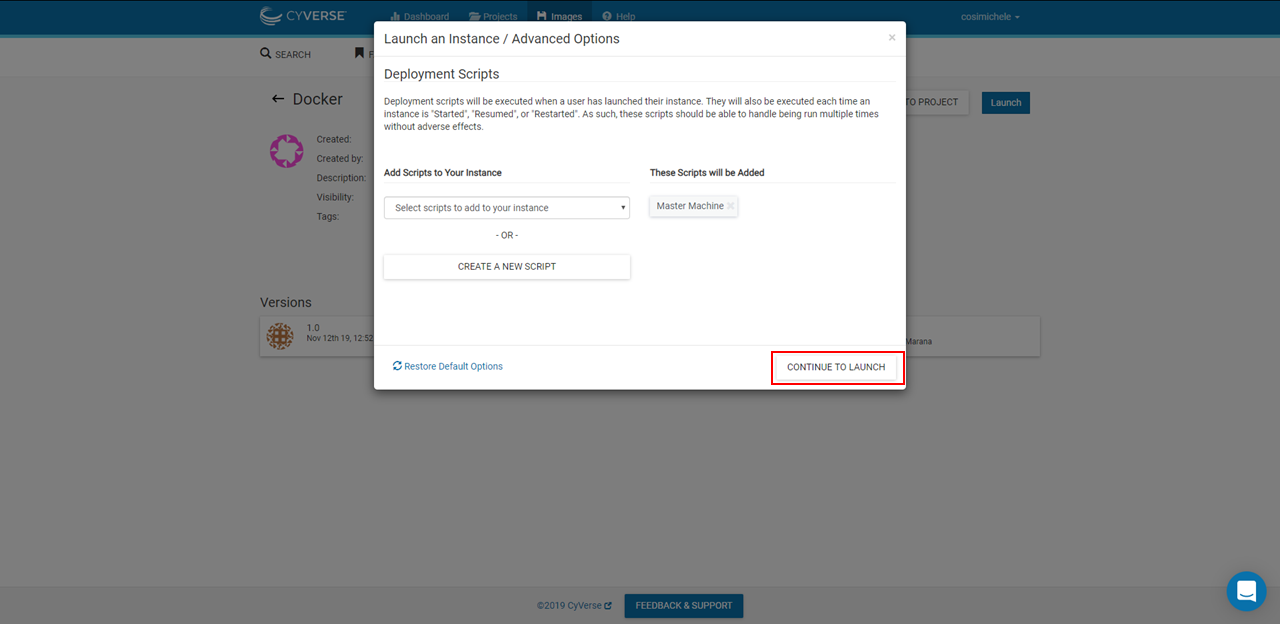 CYVERSE
Dashboard
Projects
Images
Help
cosimichele
SEARCH
F
Launch an Instance / Advanced Options
×
Deployment Scripts
Deployment scripts will be executed when a user has launched their instance. They will also be executed each time an
instance is "Started", "Resumed", or "Restarted". As such, these scripts should be able to handle being run multiple times
without adverse effects.
Docker
TO PROJECT
Launch
Created:
Created by:
Description:
Visibility:
Tags:
Add Scripts to Your Instance
Select scripts to add to your instance
- OR -
CREATE A NEW SCRIPT
These Scripts will be Added
Master Machine
Versions
1.0
Nov 12th 19, 12:52
Marana
Restore Default Options
CONTINUE TO LAUNCH
©2019 CyVerse
FEEDBACK & SUPPORT